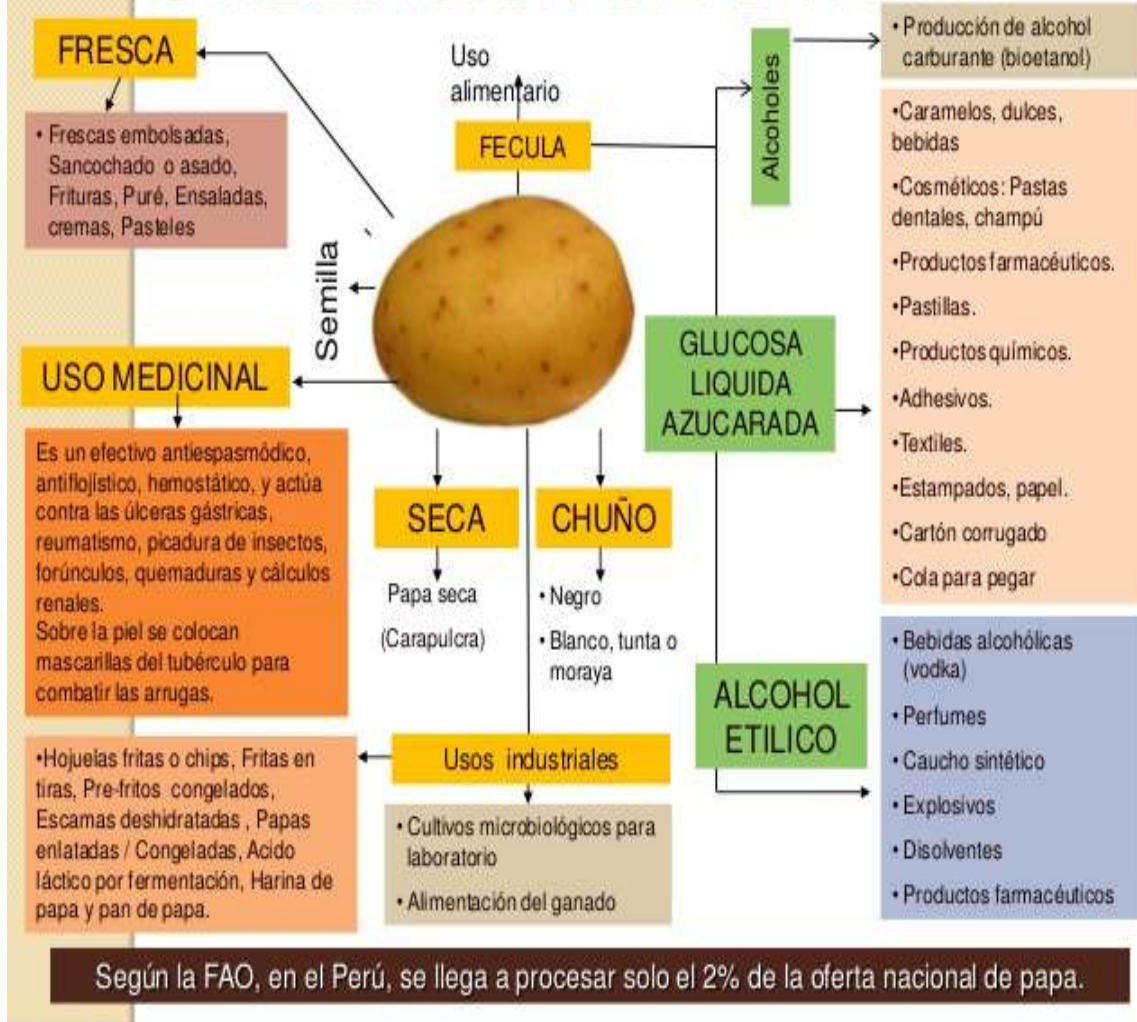 FRESCA
• Frescas embolsadas,
Sancochado o asado,
Frituras, Puré, Ensaladas,
cremas, Pasteles
Uso
alimentario
FECULA
Alcoholes
• Producción de alcohol
carburante (bioetanol)
Semilla
USO MEDICINAL
Es un efectivo antiespasmódico,
antiflojístico, hemostático, y actúa
contra las úlceras gástricas,
reumatismo, picadura de insectos,
forúnculos, quemaduras y cálculos
renales.
Sobre la piel se colocan
mascarillas del tubérculo para
combatir las arrugas.
SECA
Papa seca
(Carapulcra)
CHUÑO
• Negro
• Blanco, tunta o
moraya
GLUCOSA
LIQUIDA
AZUCARADA
•Caramelos, dulces,
bebidas
•Cosméticos: Pastas
dentales, champú
•Productos farmacéuticos.
•Pastillas.
•Productos químicos.
•Adhesivos.
•Textiles.
•Estampados, papel.
•Cartón corrugado
•Cola para pegar
ALCOHOL
ETILICO
• Bebidas alcohólicas
(vodka)
• Perfumes
• Caucho sintético
• Explosivos
• Disolventes
• Productos farmacéuticos
Usos industriales
•Hojuelas fritas o chips, Fritas en
tiras, Pre-fritos congelados,
Escamas deshidratadas , Papas
enlatadas / Congeladas, Acido
láctico por fermentación, Harina de
papa y pan de papa.
• Cultivos microbiológicos para
laboratorio
• Alimentación del ganado
Según la FAO, en el Perú, se llega a procesar solo el 2% de la oferta nacional de papa.